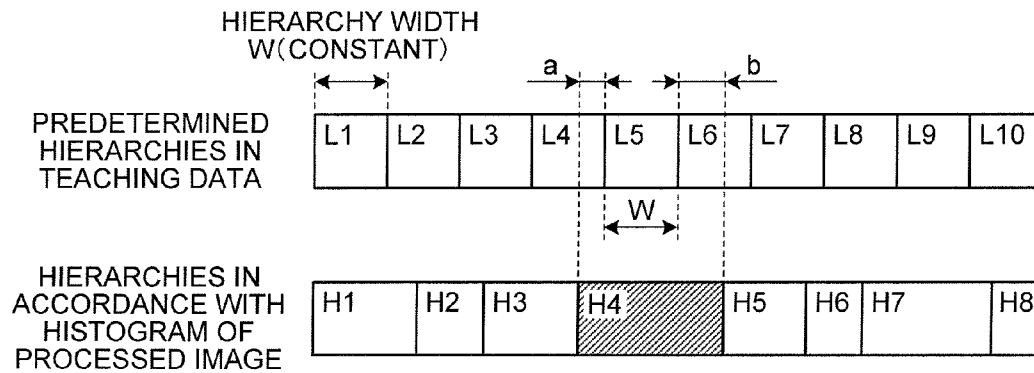 HIERARCHY WIDTH
W(CONSTANT)
a
b
PREDETERMINED
HIERARCHIES IN
TEACHING DATA
L1 L2 L3 L4 L5 L6 L7 L8 L9 L10
W
HIERARCHIES IN
ACCORDANCE WITH
HISTOGRAM OF
PROCESSED IMAGE
H1 H2 H3 H4 H5 H6 H7 H8